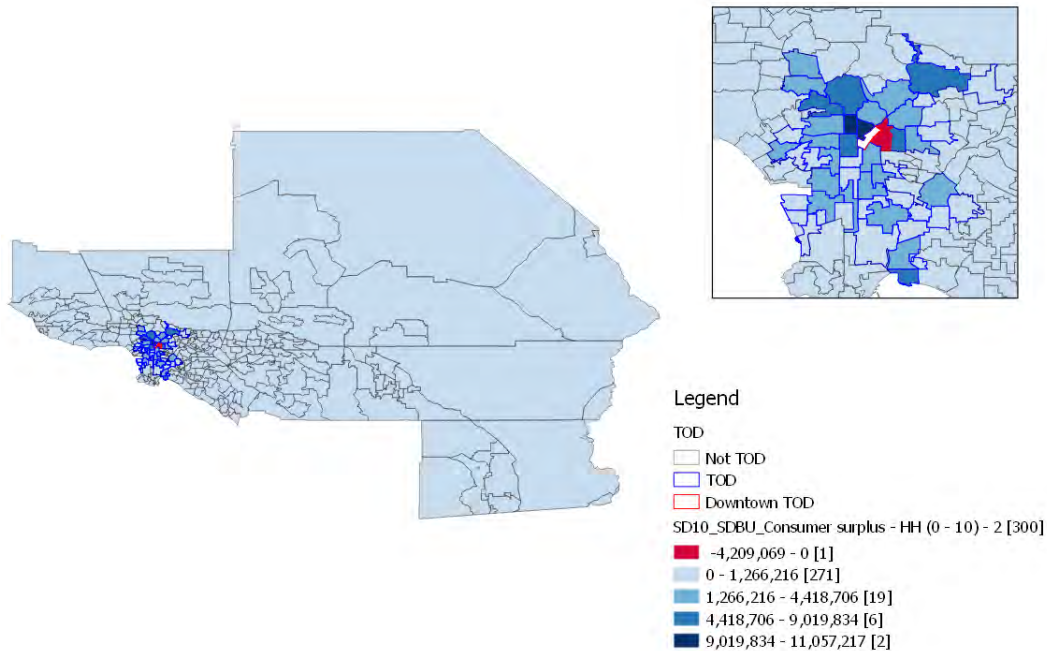 Legend
TOD
Not TOD
TOD
Downtown TOD
SD10_SDBU_Consumer surplus - HH (0 - 10) - 2 [300]
-4,209,069 - 0 [1]
0 - 1,266,216 [271]
1,266,216 - 4,418,706 [19]
4,418,706 - 9,019,834 [6]
9,019,834 - 11,057,217 [2]